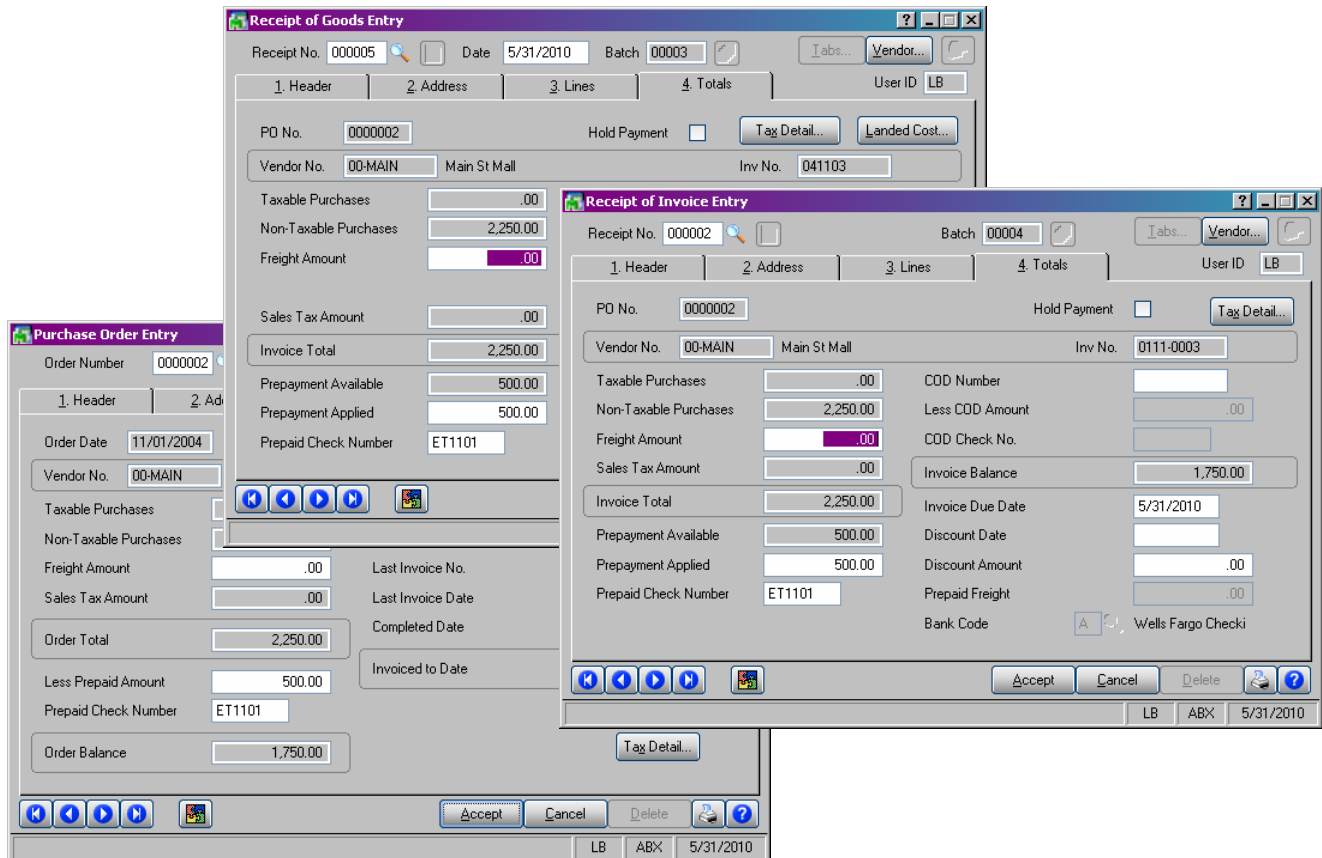 Receipt of Goods Entry
Receipt No. 000005 Date 5/31/2010 Batch 00003 Tabs... Vendor...
1. Header 2. Address 3. Lines 4. Totals User ID LB
PO No. 0000002 Hold Payment Tax Detail... Landed Cost...
Vendor No. 00-MAIN Main St Mall Inv No. 041103
Taxable Purchases .00
Non-Taxable Purchases 2,250.00
Freight Amount .00
Sales Tax Amount .00
Invoice Total 2,250.00
Prepayment Available 500.00
Prepayment Applied 500.00
Prepaid Check Number ET1101
Receipt of Invoice Entry
Receipt No. 000002 Batch 00004 Tabs... Vendor...
1. Header 2. Address 3. Lines 4. Totals User ID LB
PO No. 0000002 Hold Payment Tax Detail...
Vendor No. 00-MAIN Main St Mall Inv No. 0111-0003
Taxable Purchases .00 COD Number
Non-Taxable Purchases 2,250.00 Less COD Amount .00
Freight Amount .00 COD Check No.
Sales Tax Amount .00 Invoice Balance 1,750.00
Invoice Total 2,250.00 Invoice Due Date 5/31/2010
Prepayment Available 500.00 Discount Date
Prepayment Applied 500.00 Discount Amount .00
Prepaid Check Number ET1101 Prepaid Freight .00
Bank Code A Wells Fargo Checki
Accept Cancel Delete
LB ABX 5/31/2010
Purchase Order Entry
Order Number 0000002
1. Header 2. Ad
Order Date 11/01/2004
Vendor No. 00-MAIN
Taxable Purchases
Non-Taxable Purchases
Freight Amount .00 Last Invoice No.
Sales Tax Amount .00 Last Invoice Date
Completed Date
Order Total 2,250.00
Invoiced to Date
Less Prepaid Amount 500.00
Prepaid Check Number ET1101
Order Balance 1,750.00 Tax Detail...
Accept Cancel Delete
LB ABX 5/31/2010